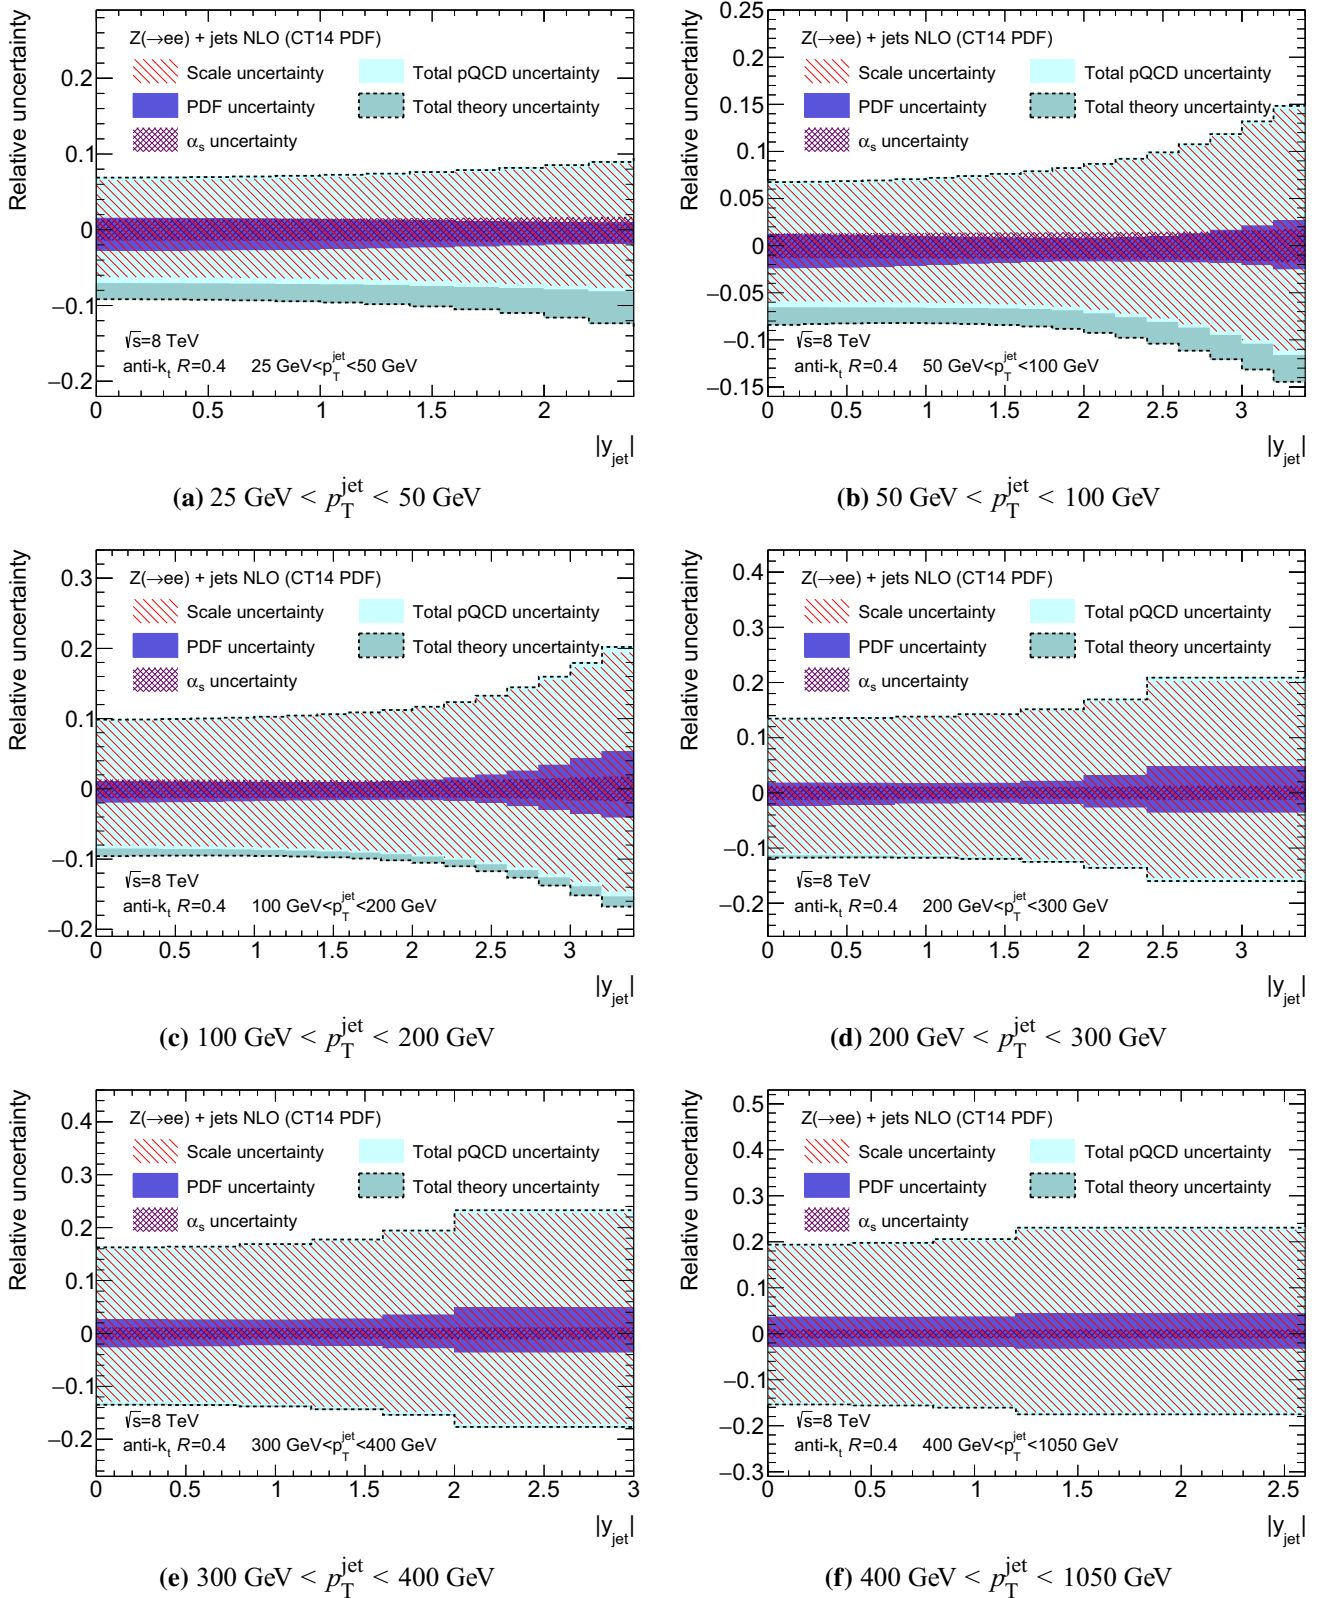 Relative uncertainty
Z(→ee) + jets NLO (CT14 PDF)
Scale uncertainty
Total pQCD uncertainty
PDF uncertainty
Total theory uncertainty
αs uncertainty
0.2
0.1
0
−0.1
−0.2
√s=8 TeV
anti-kt R=0.4 25 GeV<pTjet<50 GeV
0 0.5 1 1.5 2
|yjet|
(a) 25 GeV < pTjet < 50 GeV
Relative uncertainty
Z(→ee) + jets NLO (CT14 PDF)
Scale uncertainty
Total pQCD uncertainty
PDF uncertainty
Total theory uncertainty
αs uncertainty
0.25
0.2
0.15
0.1
0.05
0
−0.05
−0.1
−0.15
√s=8 TeV
anti-kt R=0.4 50 GeV<pTjet<100 GeV
0 0.5 1 1.5 2 2.5 3
|yjet|
(b) 50 GeV < pTjet < 100 GeV
Relative uncertainty
Z(→ee) + jets NLO (CT14 PDF)
Scale uncertainty
Total pQCD uncertainty
PDF uncertainty
Total theory uncertainty
αs uncertainty
0.3
0.2
0.1
0
−0.1
−0.2
√s=8 TeV
anti-kt R=0.4 100 GeV<pTjet<200 GeV
0 0.5 1 1.5 2 2.5 3
|yjet|
(c) 100 GeV < pTjet < 200 GeV
Relative uncertainty
Z(→ee) + jets NLO (CT14 PDF)
Scale uncertainty
Total pQCD uncertainty
PDF uncertainty
Total theory uncertainty
αs uncertainty
0.4
0.3
0.2
0.1
0
−0.1
−0.2
√s=8 TeV
anti-kt R=0.4 200 GeV<pTjet<300 GeV
0 0.5 1 1.5 2 2.5 3
|yjet|
(d) 200 GeV < pTjet < 300 GeV
Relative uncertainty
Z(→ee) + jets NLO (CT14 PDF)
Scale uncertainty
Total pQCD uncertainty
PDF uncertainty
Total theory uncertainty
αs uncertainty
0.4
0.3
0.2
0.1
0
−0.1
−0.2
√s=8 TeV
anti-kt R=0.4 300 GeV<pTjet<400 GeV
0 0.5 1 1.5 2 2.5 3
|yjet|
(e) 300 GeV < pTjet < 400 GeV
Relative uncertainty
Z(→ee) + jets NLO (CT14 PDF)
Scale uncertainty
Total pQCD uncertainty
PDF uncertainty
Total theory uncertainty
αs uncertainty
0.5
0.4
0.3
0.2
0.1
0
−0.1
−0.2
−0.3
√s=8 TeV
anti-kt R=0.4 400 GeV<pTjet<1050 GeV
0 0.5 1 1.5 2 2.5
|yjet|
(f) 400 GeV < pTjet < 1050 GeV